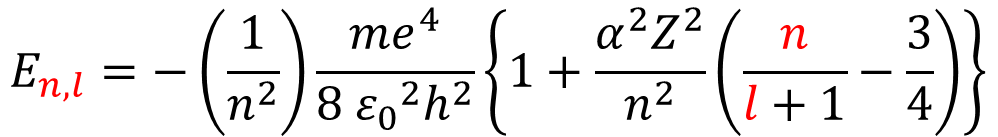 E_{n,l} = −(1/n²) me⁴/(8 ε₀²h²) {1 + α²Z²/n² (n/(l + 1) − 3/4)}